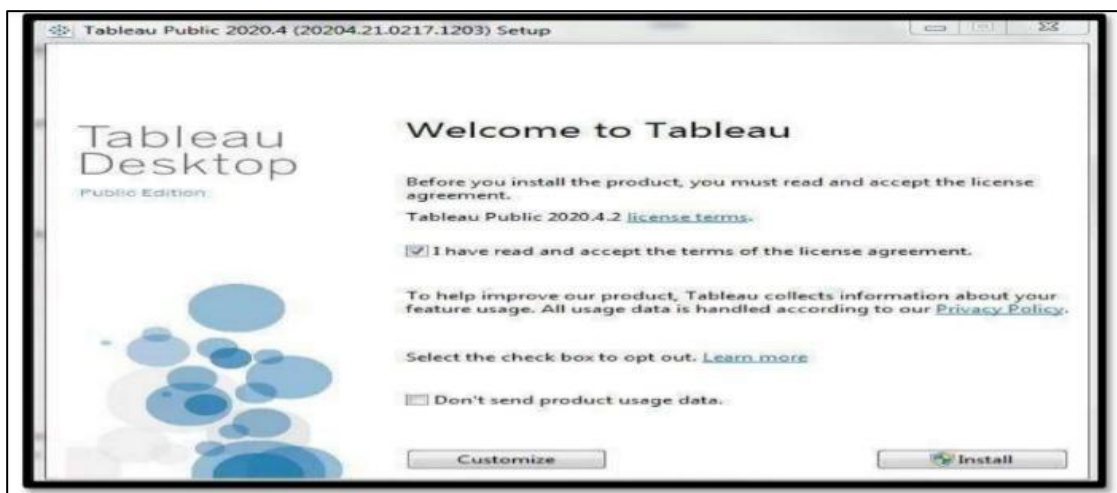 Tableau Public 2020.4 (20204.21.0217.1203) Setup
Tableau
Desktop
Public Edition
Welcome to Tableau
Before you install the product, you must read and accept the license
agreement.
Tableau Public 2020.4.2 license terms.
I have read and accept the terms of the license agreement.
To help improve our product, Tableau collects information about your
feature usage. All usage data is handled according to our Privacy Policy.
Select the check box to opt out. Learn more
Don't send product usage data.
Customize
Install